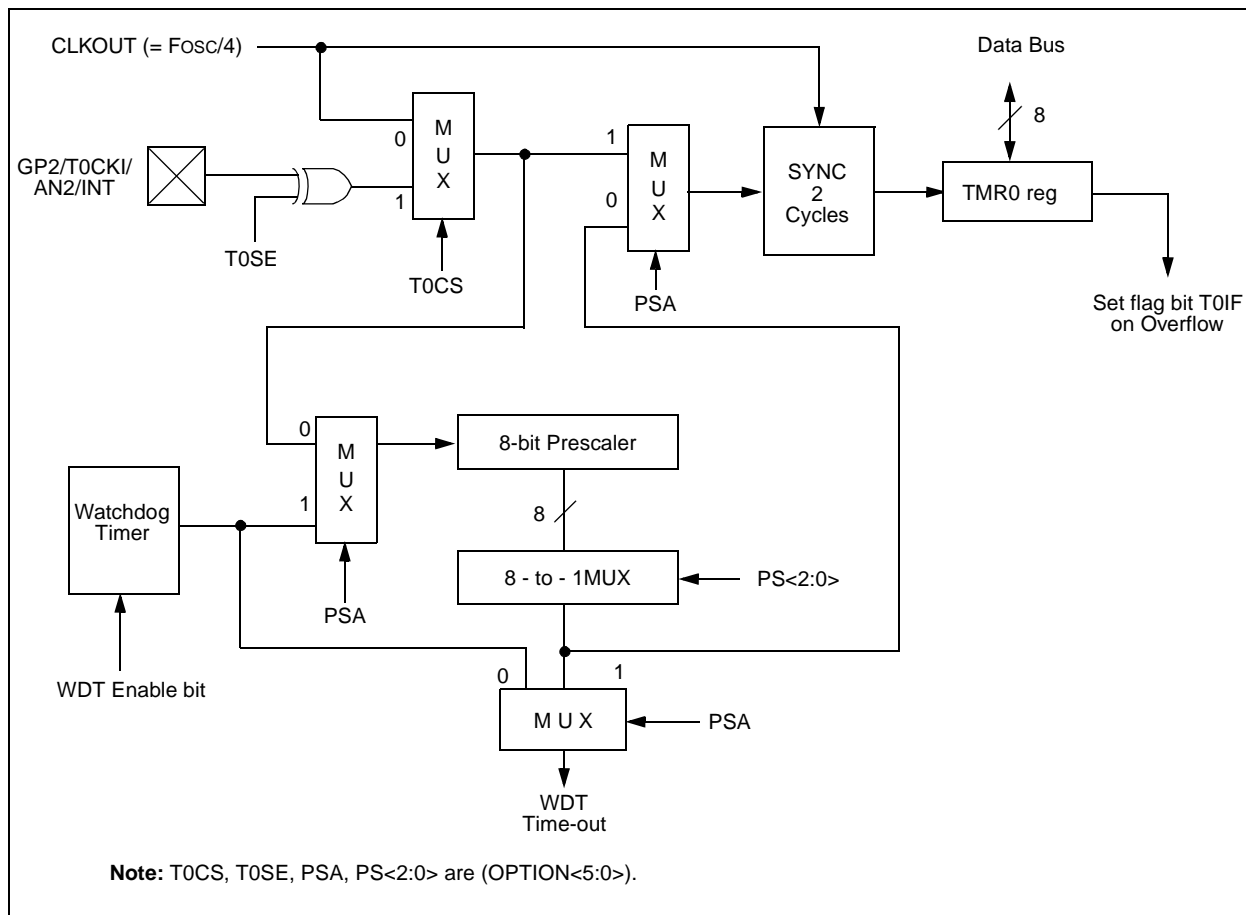 CLKOUT (= FOSC/4)
Data Bus
8
0
M
U
X
1
GP2/T0CKI/
AN2/INT
T0SE
T0CS
1
0
M
U
X
PSA
SYNC
2
Cycles
TMR0 reg
Set flag bit T0IF
on Overflow
0
1
M
U
X
PSA
8-bit Prescaler
8
Watchdog
Timer
WDT Enable bit
8 - to - 1MUX
PS<2:0>
0
1
M U X
PSA
WDT
Time-out
Note: T0CS, T0SE, PSA, PS<2:0> are (OPTION<5:0>).